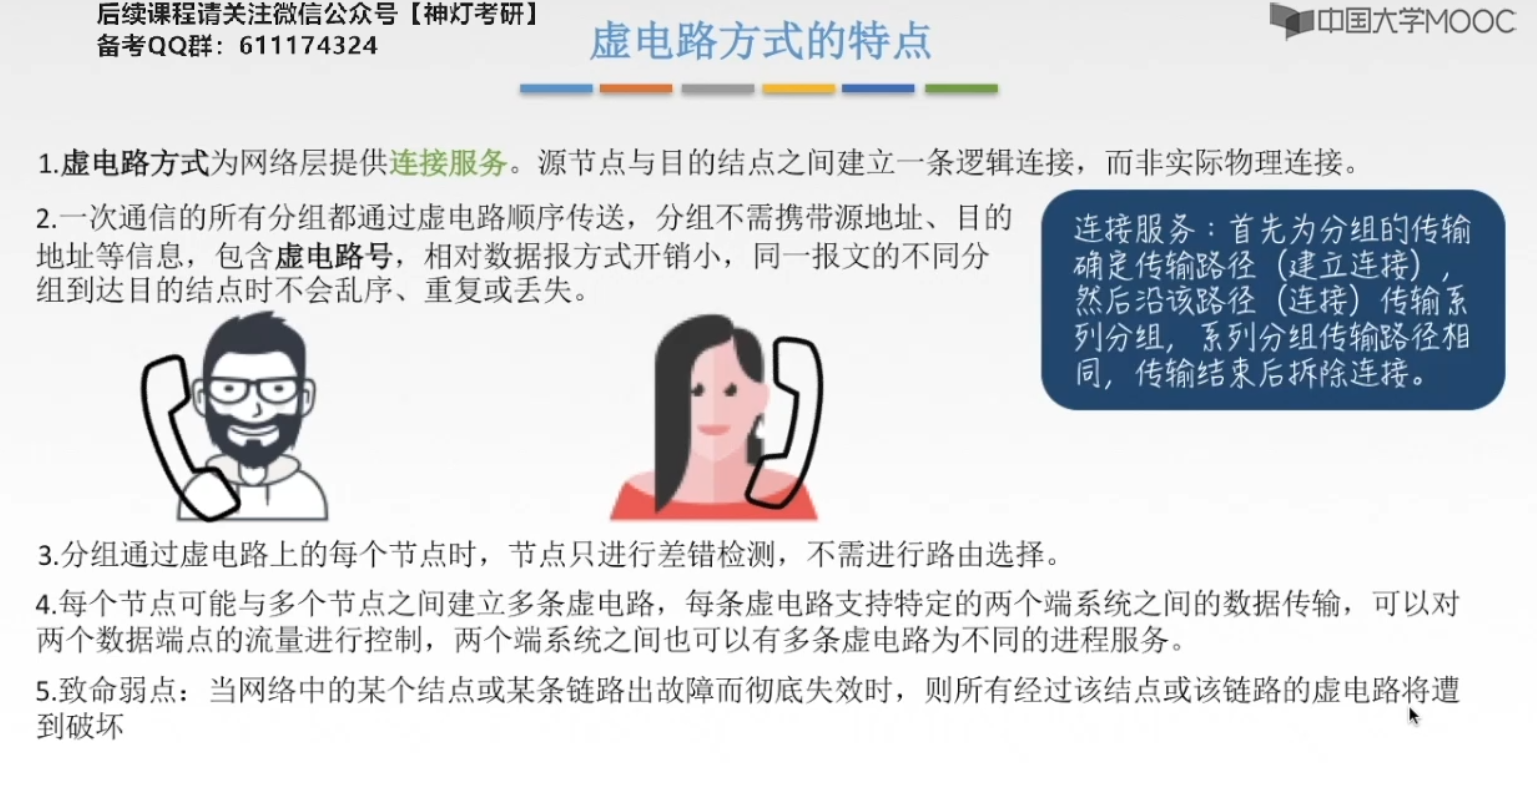 后续课程请关注微信公众号【神灯考研】
备考QQ群：611174324
中国大学MOOC
虚电路方式的特点
1.虚电路方式为网络层提供连接服务。源节点与目的结点之间建立一条逻辑连接，而非实际物理连接。
2.一次通信的所有分组都通过虚电路顺序传送，分组不需携带源地址、目的
地址等信息，包含虚电路号，相对数据报方式开销小，同一报文的不同分
组到达目的结点时不会乱序、重复或丢失。
连接服务：首先为分组的传输
确定传输路径（建立连接），
然后沿该路径（连接）传输系
列分组，系列分组传输路径相
同，传输结束后拆除连接。
3.分组通过虚电路上的每个节点时，节点只进行差错检测，不需进行路由选择。
4.每个节点可能与多个节点之间建立多条虚电路，每条虚电路支持特定的两个端系统之间的数据传输，可以对
两个数据端点的流量进行控制，两个端系统之间也可以有多条虚电路为不同的进程服务。
5.致命弱点：当网络中的某个结点或某条链路出故障而彻底失效时，则所有经过该结点或该链路的虚电路将遭
到破坏